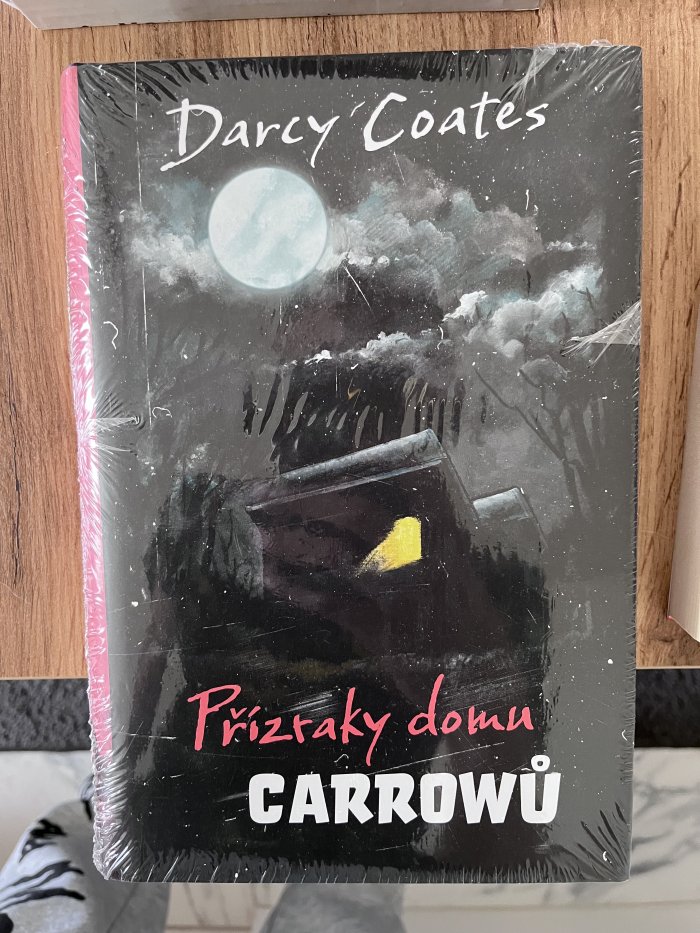 Darcy Coates
Přízraky domu
CARROWŮ